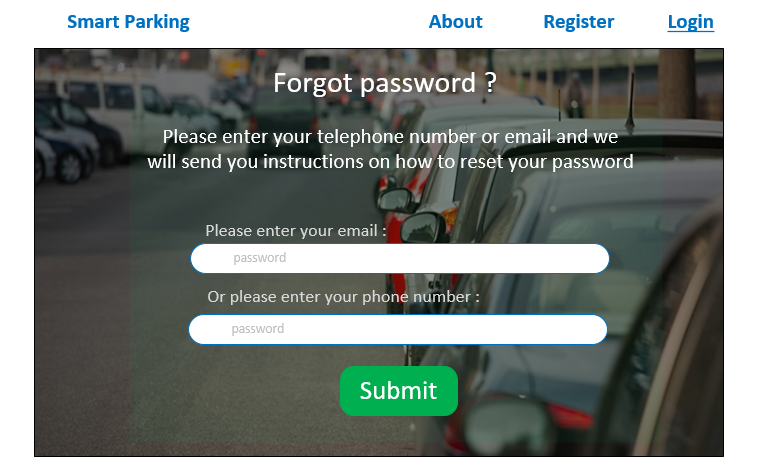 Smart Parking About Register Login
Forgot password ?
Please enter your telephone number or email and we
will send you instructions on how to reset your password
Please enter your email :
password
Or please enter your phone number :
password
Submit